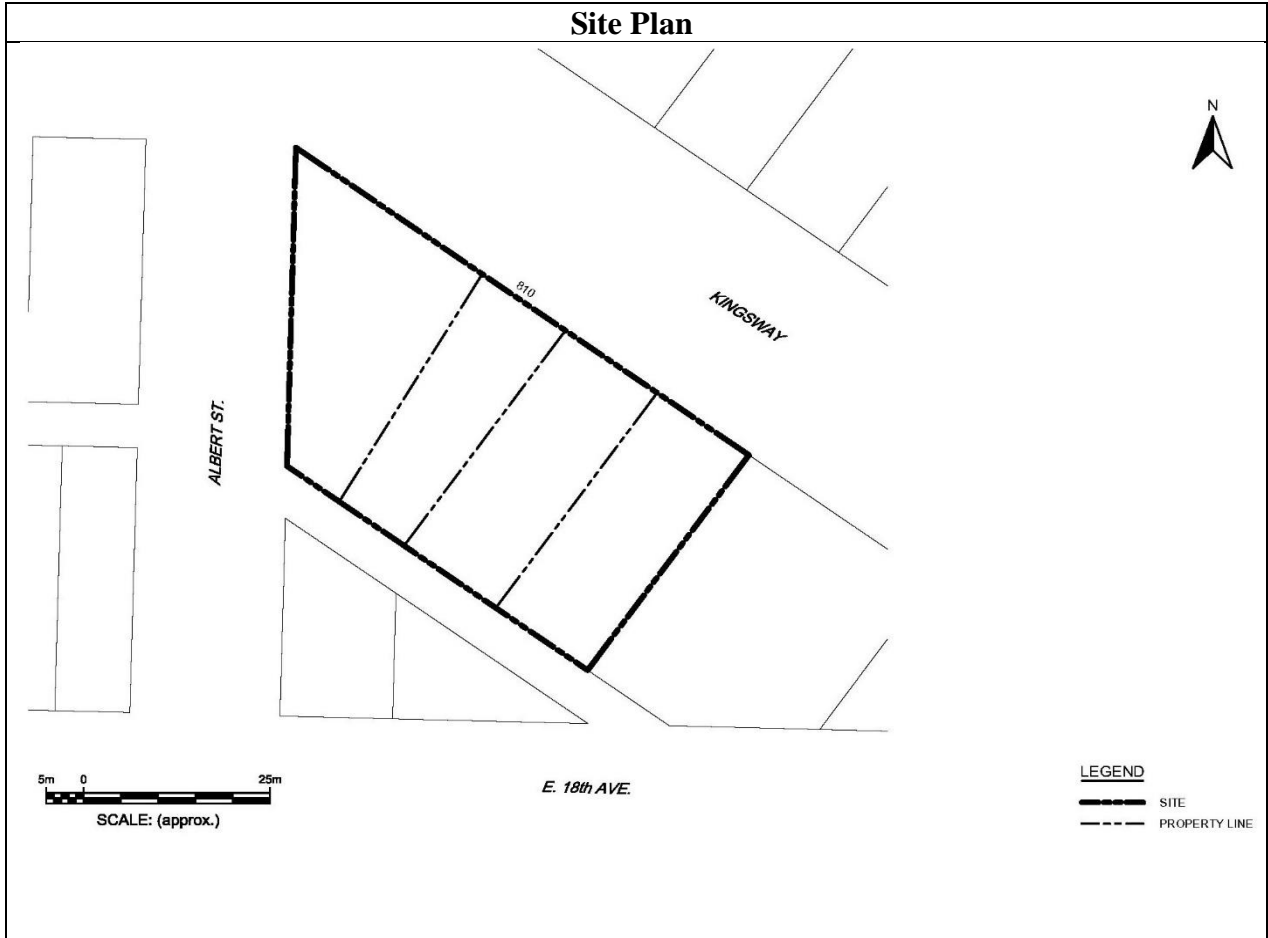 Site Plan
N
810
KINGSWAY
ALBERT ST.
5m 0 25m
SCALE: (approx.)
E. 18th AVE.
LEGEND
SITE
PROPERTY LINE